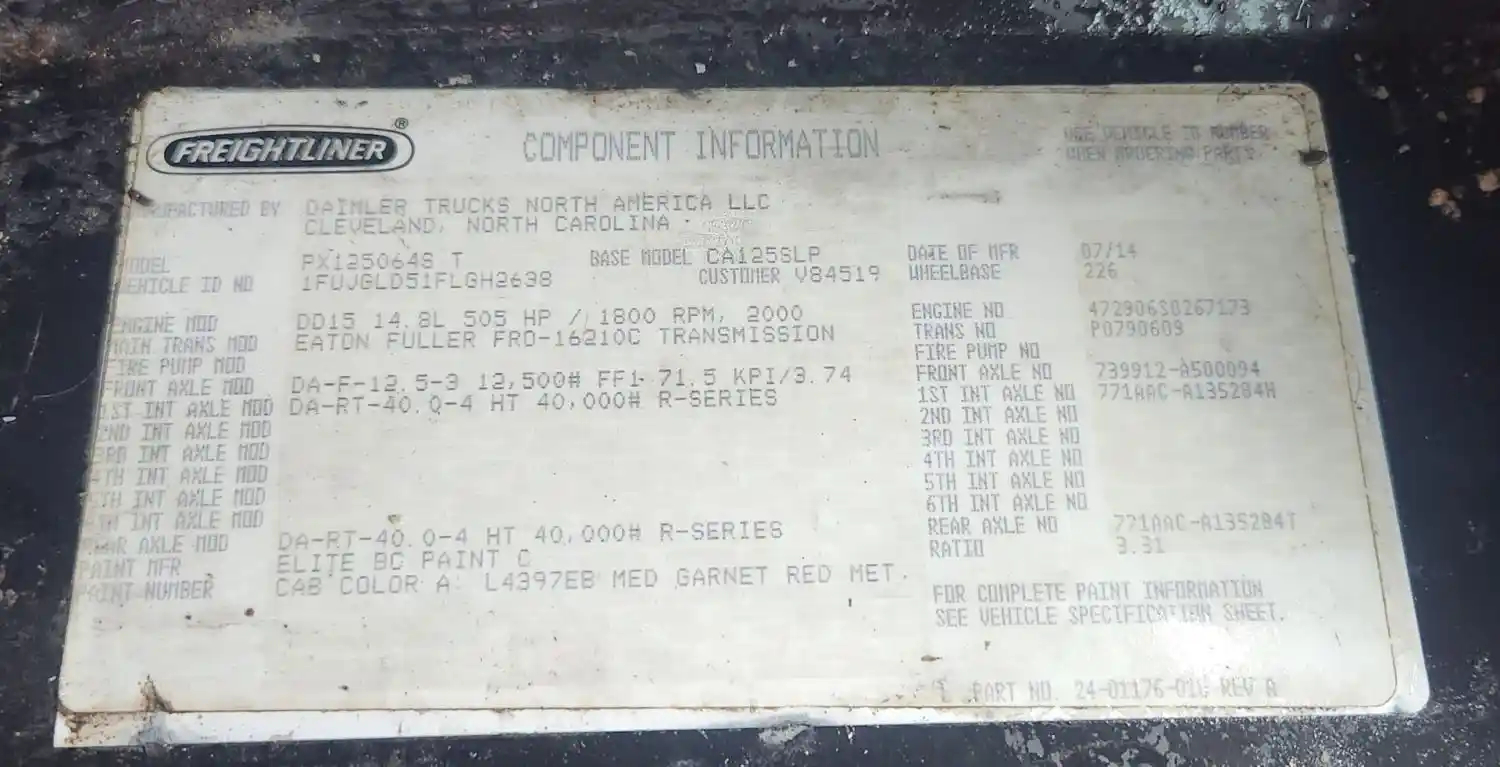 FREIGHTLINER®
COMPONENT INFORMATION
USE VEHICLE ID NUMBER
WHEN ORDERING PARTS.
MANUFACTURED BY DAIMLER TRUCKS NORTH AMERICA LLC
CLEVELAND, NORTH CAROLINA
MODEL PX125064S T BASE MODEL CA125SLP DATE OF MFR 07/14
VEHICLE ID NO 1FUJGLD51FLGH2638 CUSTOMER V84519 WHEELBASE 226
ENGINE MOD DD15 14.8L 505 HP / 1800 RPM, 2000 ENGINE NO 472906S0267173
MAIN TRANS MOD EATON FULLER FRO-16210C TRANSMISSION TRANS NO P0790609
FIRE PUMP MOD FIRE PUMP NO
FRONT AXLE MOD DA-F-12.5-3 12,500# FF1 71.5 KPI/3.74 FRONT AXLE NO 739912-A500094
1ST INT AXLE MOD DA-RT-40.0-4 HT 40,000# R-SERIES 1ST INT AXLE NO 771AAC-A135284H
2ND INT AXLE MOD 2ND INT AXLE NO
3RD INT AXLE MOD 3RD INT AXLE NO
4TH INT AXLE MOD 4TH INT AXLE NO
5TH INT AXLE MOD 5TH INT AXLE NO
6TH INT AXLE MOD 6TH INT AXLE NO
REAR AXLE MOD DA-RT-40.0-4 HT 40,000# R-SERIES REAR AXLE NO 771AAC-A135284T
PAINT MFR ELITE BC PAINT C RATIO 3.31
PAINT NUMBER CAB COLOR A: L4397EB MED GARNET RED MET.
FOR COMPLETE PAINT INFORMATION
SEE VEHICLE SPECIFICATION SHEET.
PART NO. REV A